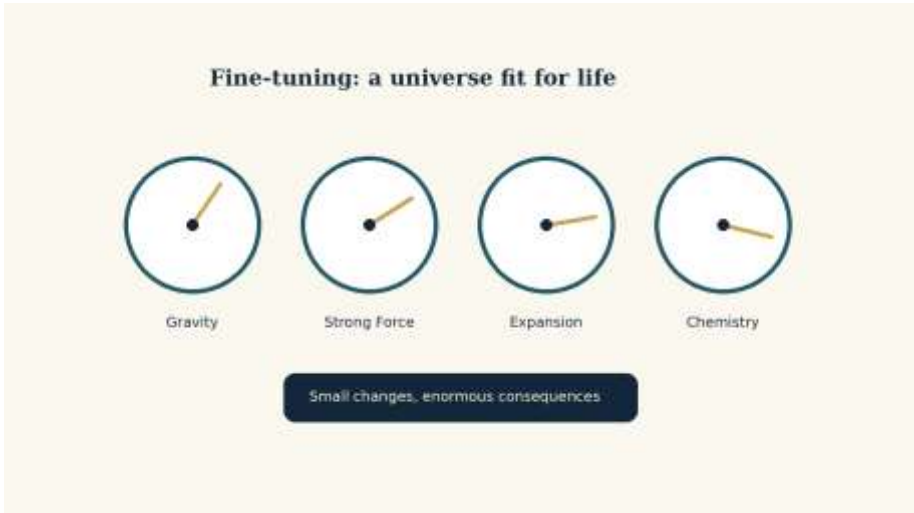 Fine-tuning: a universe fit for life
Gravity
Strong Force
Expansion
Chemistry
Small changes, enormous consequences